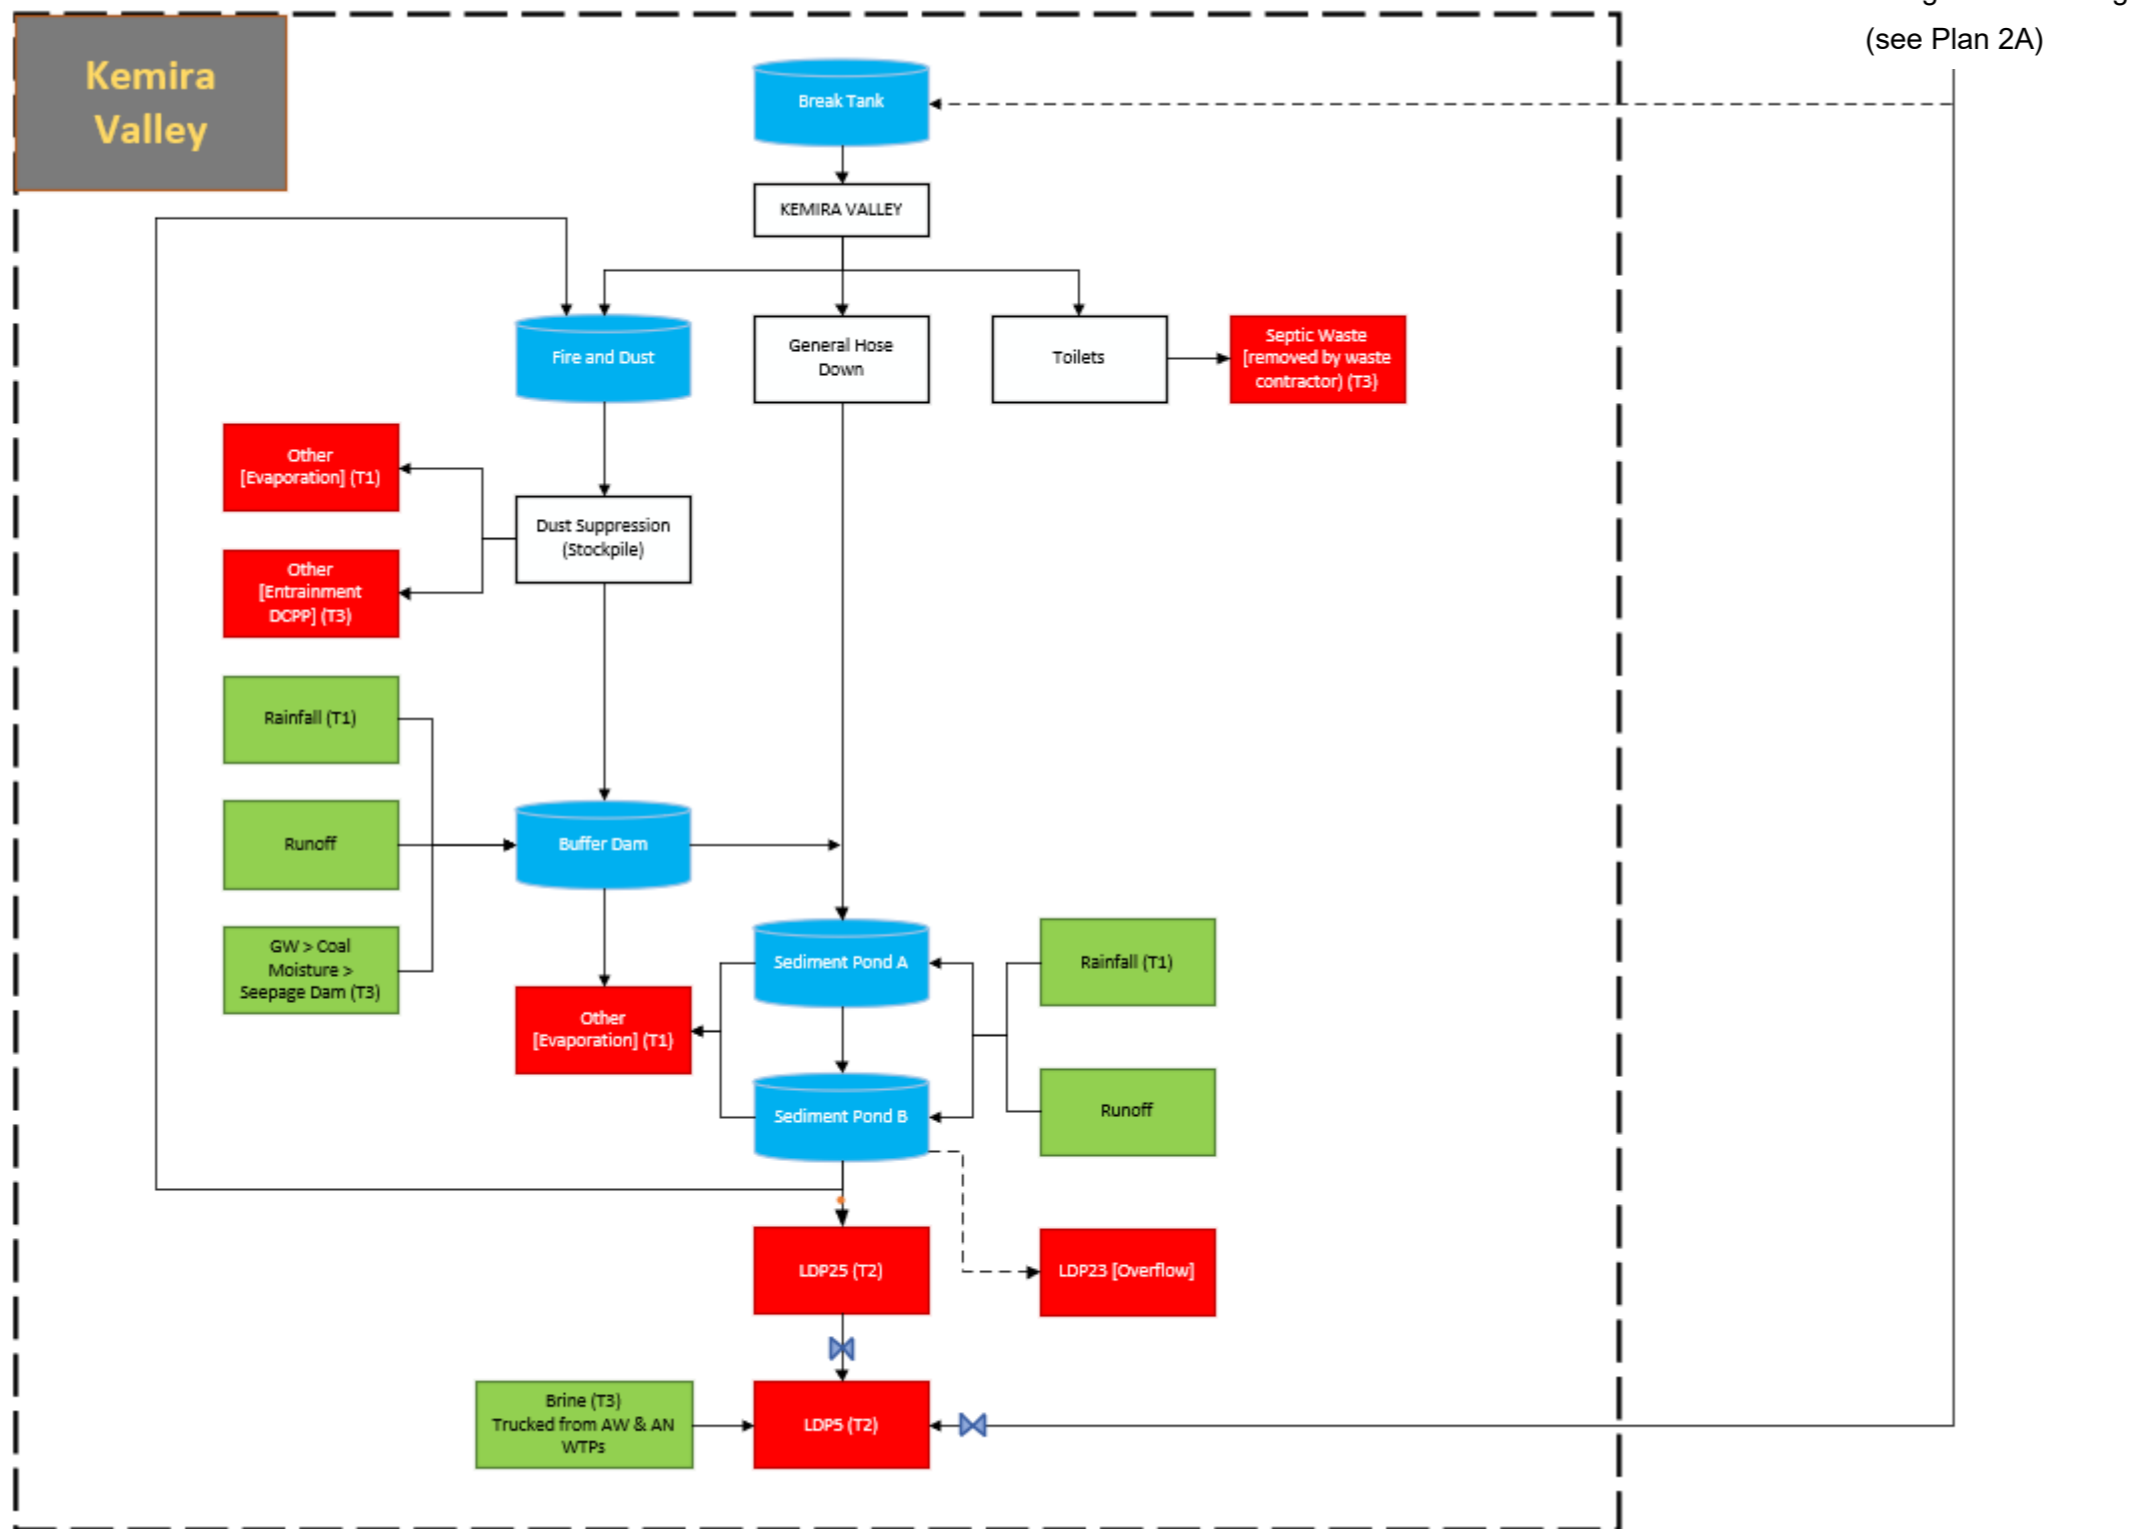 (see Plan 2A)
Kemira
Valley
Break Tank
KEMIRA VALLEY
Fire and Dust
General Hose
Down
Toilets
Septic Waste
[removed by waste
contractor) (T3)
Other
[Evaporation] (T1)
Dust Suppression
(Stockpile)
Other
[Entrainment
DCPP] (T3)
Rainfall (T1)
Runoff
Buffer Dam
GW > Coal
Moisture >
Seepage Dam (T3)
Sediment Pond A
Rainfall (T1)
Other
[Evaporation] (T1)
Sediment Pond B
Runoff
LDP25 (T2)
LDP23 [Overflow]
Brine (T3)
Trucked from AW & AN
WTPs
LDP5 (T2)